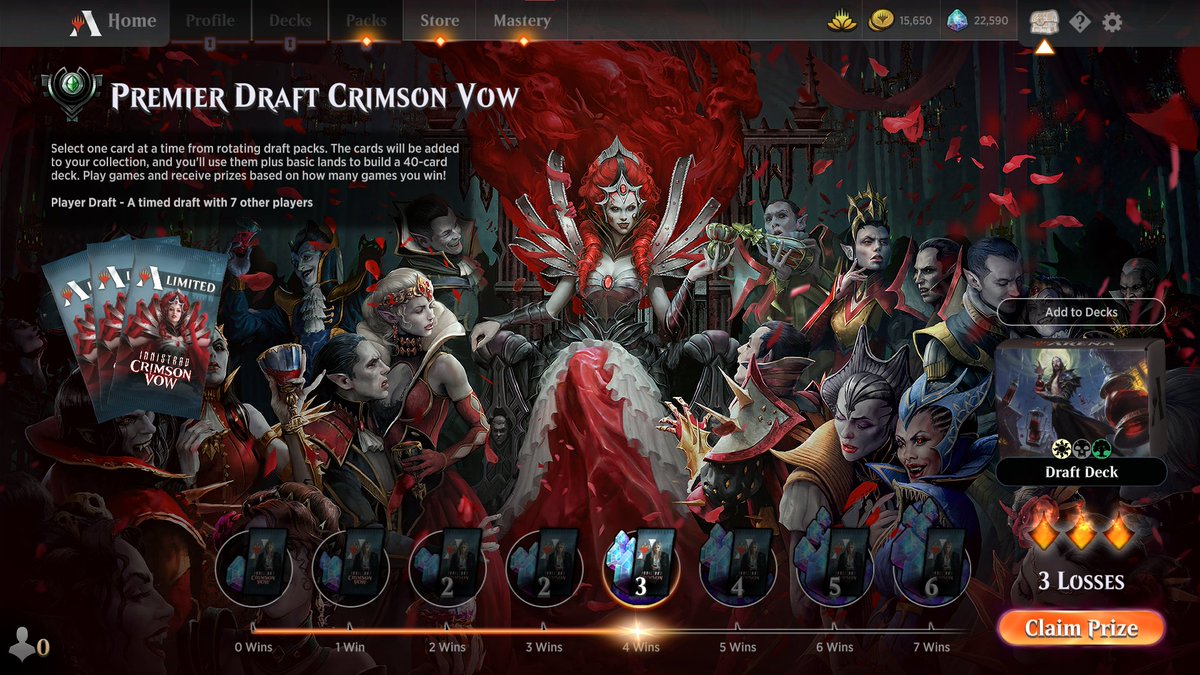 Home
Profile
Decks
Packs
Store
Mastery
15,650
22,590
PREMIER DRAFT CRIMSON VOW
Select one card at a time from rotating draft packs. The cards will be added
to your collection, and you'll use them plus basic lands to build a 40-card
deck. Play games and receive prizes based on how many games you win!
Player Draft - A timed draft with 7 other players
LIMITED
INNISTRAD
CRIMSON
VOW
Add to Decks
Draft Deck
3 LOSSES
Claim Prize
2
2
3
4
5
6
0 Wins
1 Win
2 Wins
3 Wins
4 Wins
5 Wins
6 Wins
7 Wins
0